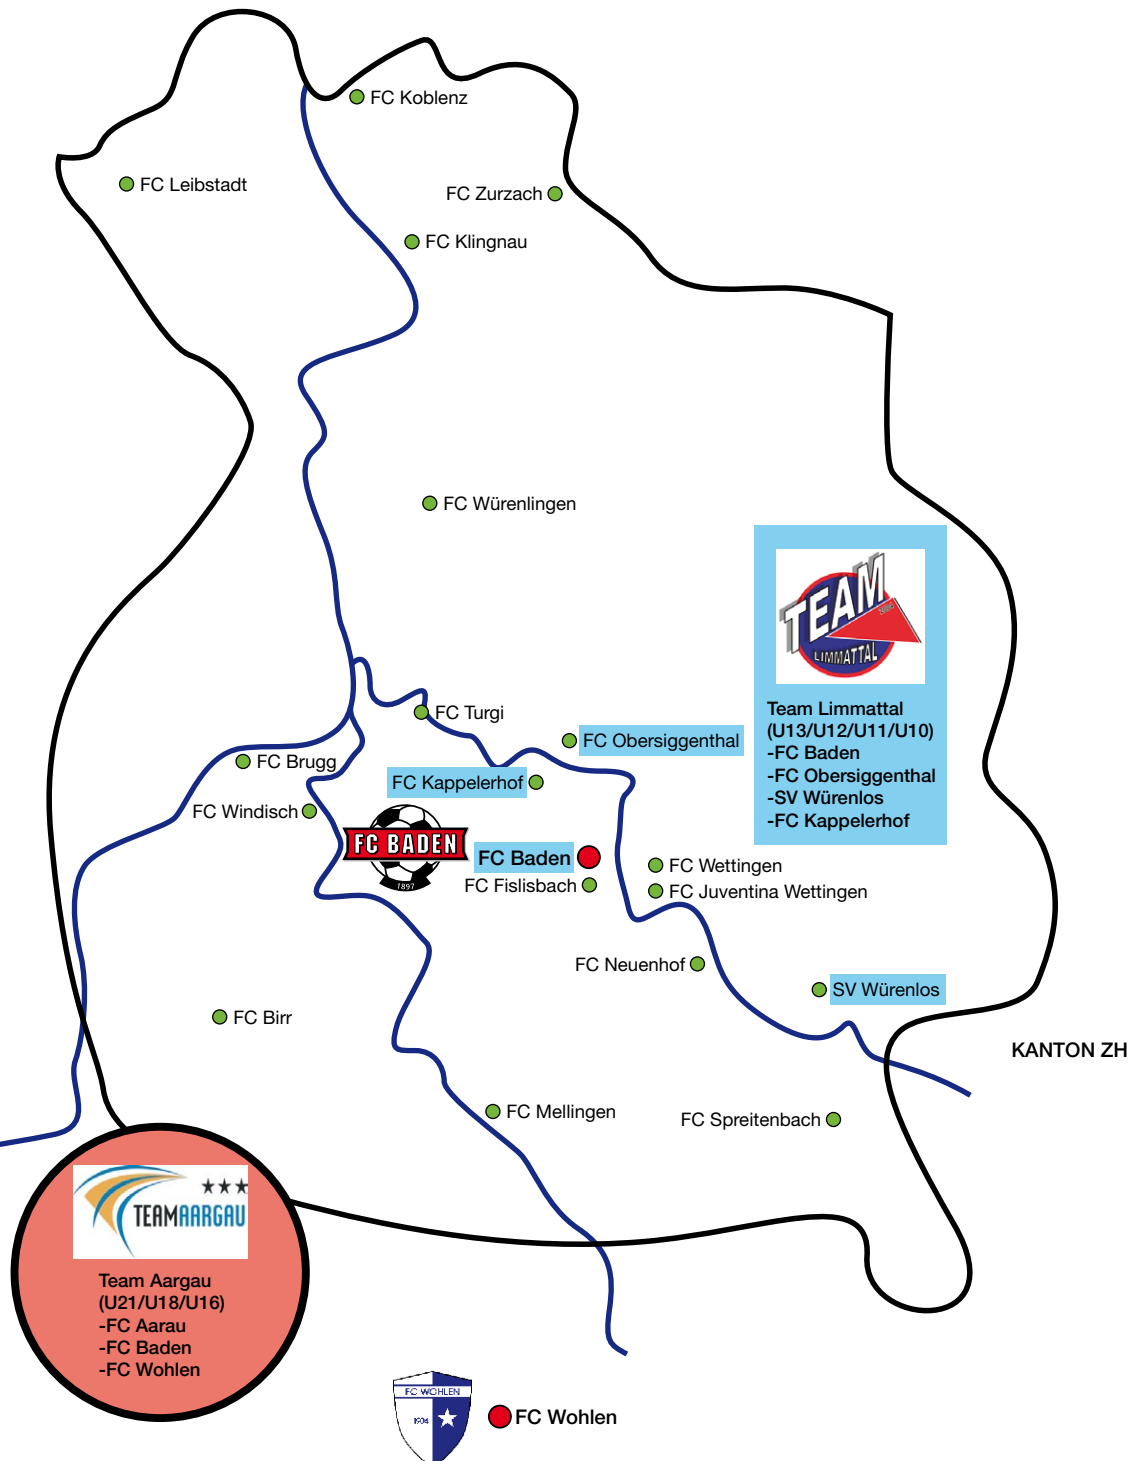 FC Koblenz
FC Leibstadt
FC Zurzach
FC Klingnau
FC Würenlingen
TEAM
2004
LIMMATTAL
Team Limmattal
(U13/U12/U11/U10)
-FC Baden
-FC Obersiggenthal
-SV Würenlos
-FC Kappelerhof
FC Turgi
FC Obersiggenthal
FC Brugg
FC Kappelerhof
FC Windisch
FC BADEN
1897
FC Baden
FC Wettingen
FC Fislisbach
FC Juventina Wettingen
FC Neuenhof
SV Würenlos
FC Birr
KANTON ZH
FC Mellingen
FC Spreitenbach
TEAMAARGAU
Team Aargau
(U21/U18/U16)
-FC Aarau
-FC Baden
-FC Wohlen
FC WOHLEN
1904
FC Wohlen